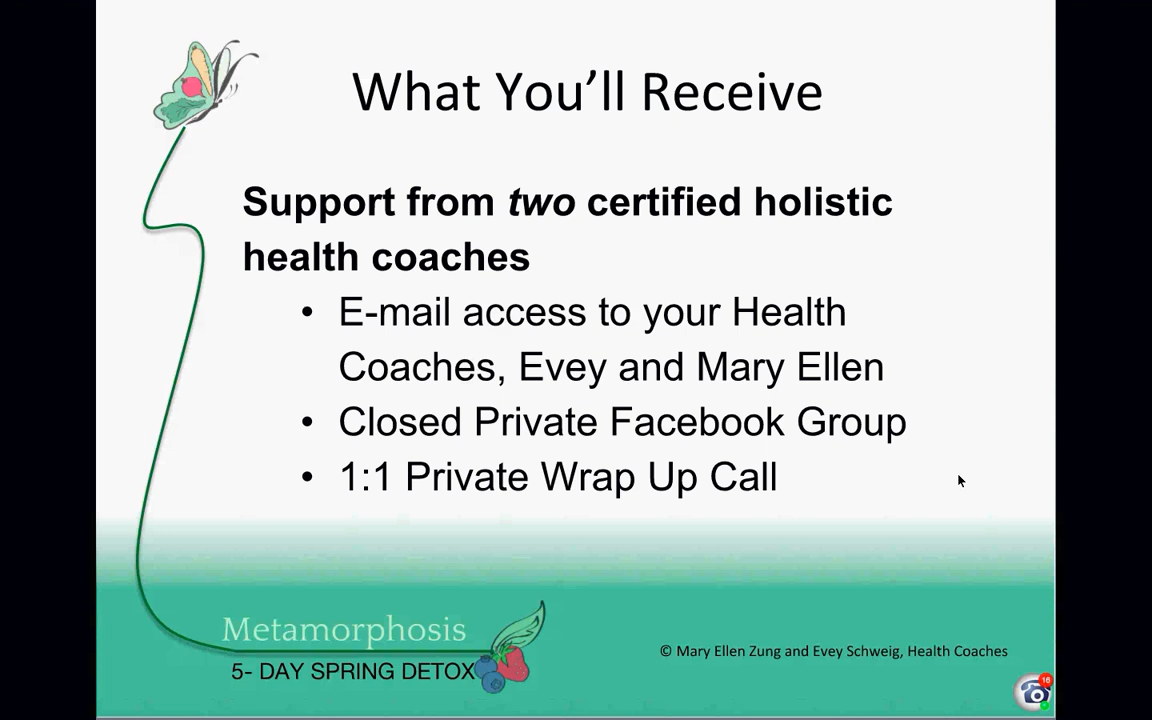 What You’ll Receive
Support from two certified holistic
health coaches
• E-mail access to your Health
Coaches, Evey and Mary Ellen
• Closed Private Facebook Group
• 1:1 Private Wrap Up Call
Metamorphosis
5- DAY SPRING DETOX
© Mary Ellen Zung and Evey Schweig, Health Coaches
16